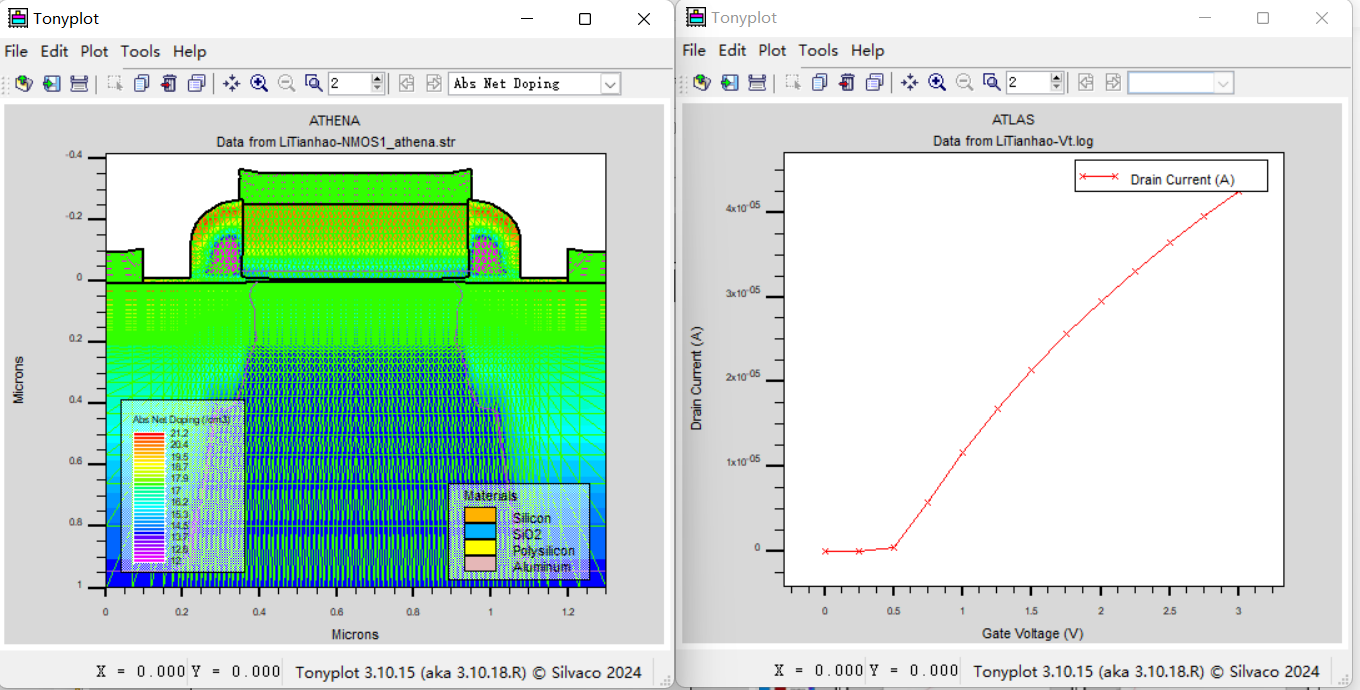 Tonyplot
File Edit Plot Tools Help
2 Abs Net Doping
ATHENA
Data from LiTianhao-NMOS1_athena.str
Microns
-0.4
-0.2
0
0.2
0.4
0.6
0.8
1
Abs Net Doping (/cm3)
21.2
20.4
19.5
18.7
17.9
17
16.2
15.3
14.5
13.7
12.8
12
Materials
Silicon
SiO2
Polysilicon
Aluminum
0 0.2 0.4 0.6 0.8 1 1.2
Microns
X = 0.000 Y = 0.000 Tonyplot 3.10.15 (aka 3.10.18.R) © Silvaco 2024
Tonyplot
File Edit Plot Tools Help
2
ATLAS
Data from LiTianhao-Vt.log
Drain Current (A)
Drain Current (A)
4x10-05
3x10-05
2x10-05
1x10-05
0
0 0.5 1 1.5 2 2.5 3
Gate Voltage (V)
X = 0.000 Y = 0.000 Tonyplot 3.10.15 (aka 3.10.18.R) © Silvaco 2024